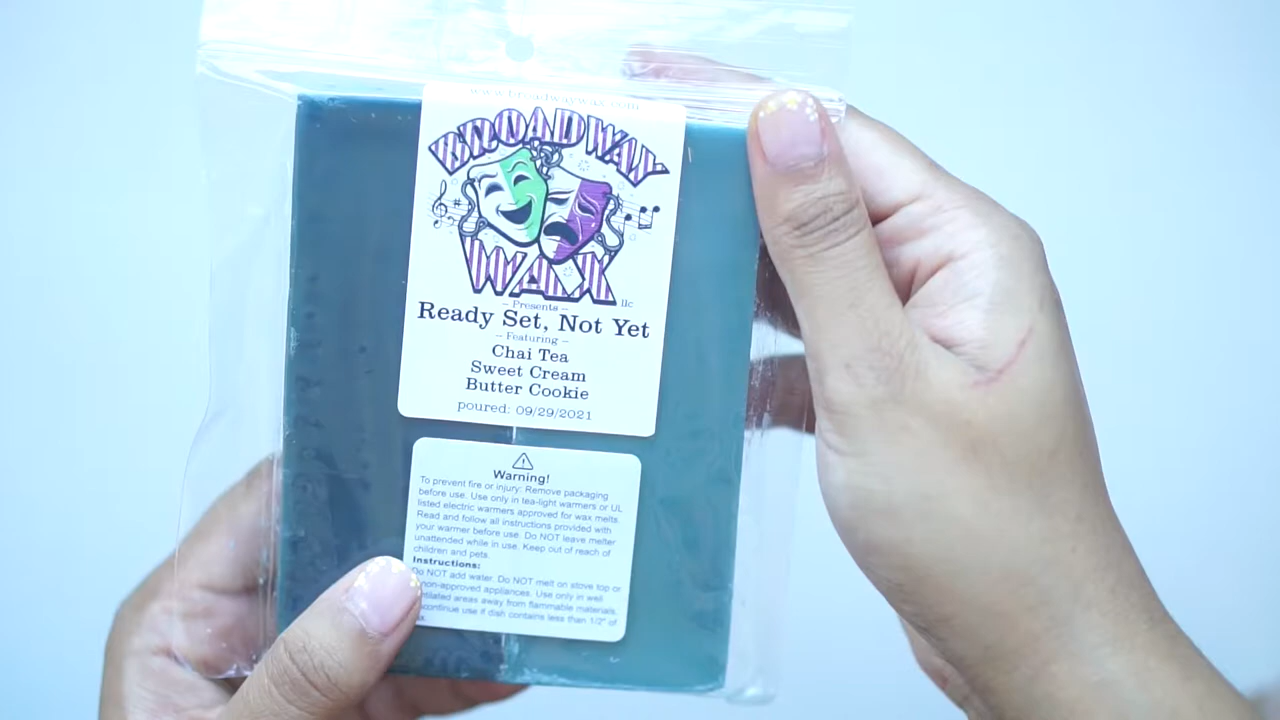 www.broadwaywax.com
BROADWAY
WAX
llc
– Presents –
Ready Set, Not Yet
– Featuring –
Chai Tea
Sweet Cream
Butter Cookie
poured: 09/29/2021
Warning!
To prevent fire or injury: Remove packaging
before use. Use only in tea-light warmers or UL
listed electric warmers approved for wax melts.
Read and follow all instructions provided with
your warmer before use. Do NOT leave melter
unattended while in use. Keep out of reach of
children and pets.
Instructions:
Do NOT add water. Do NOT melt on stove top or
non-approved appliances. Use only in well
areas away from flammable materials.
use if dish contains less than 1/2" of